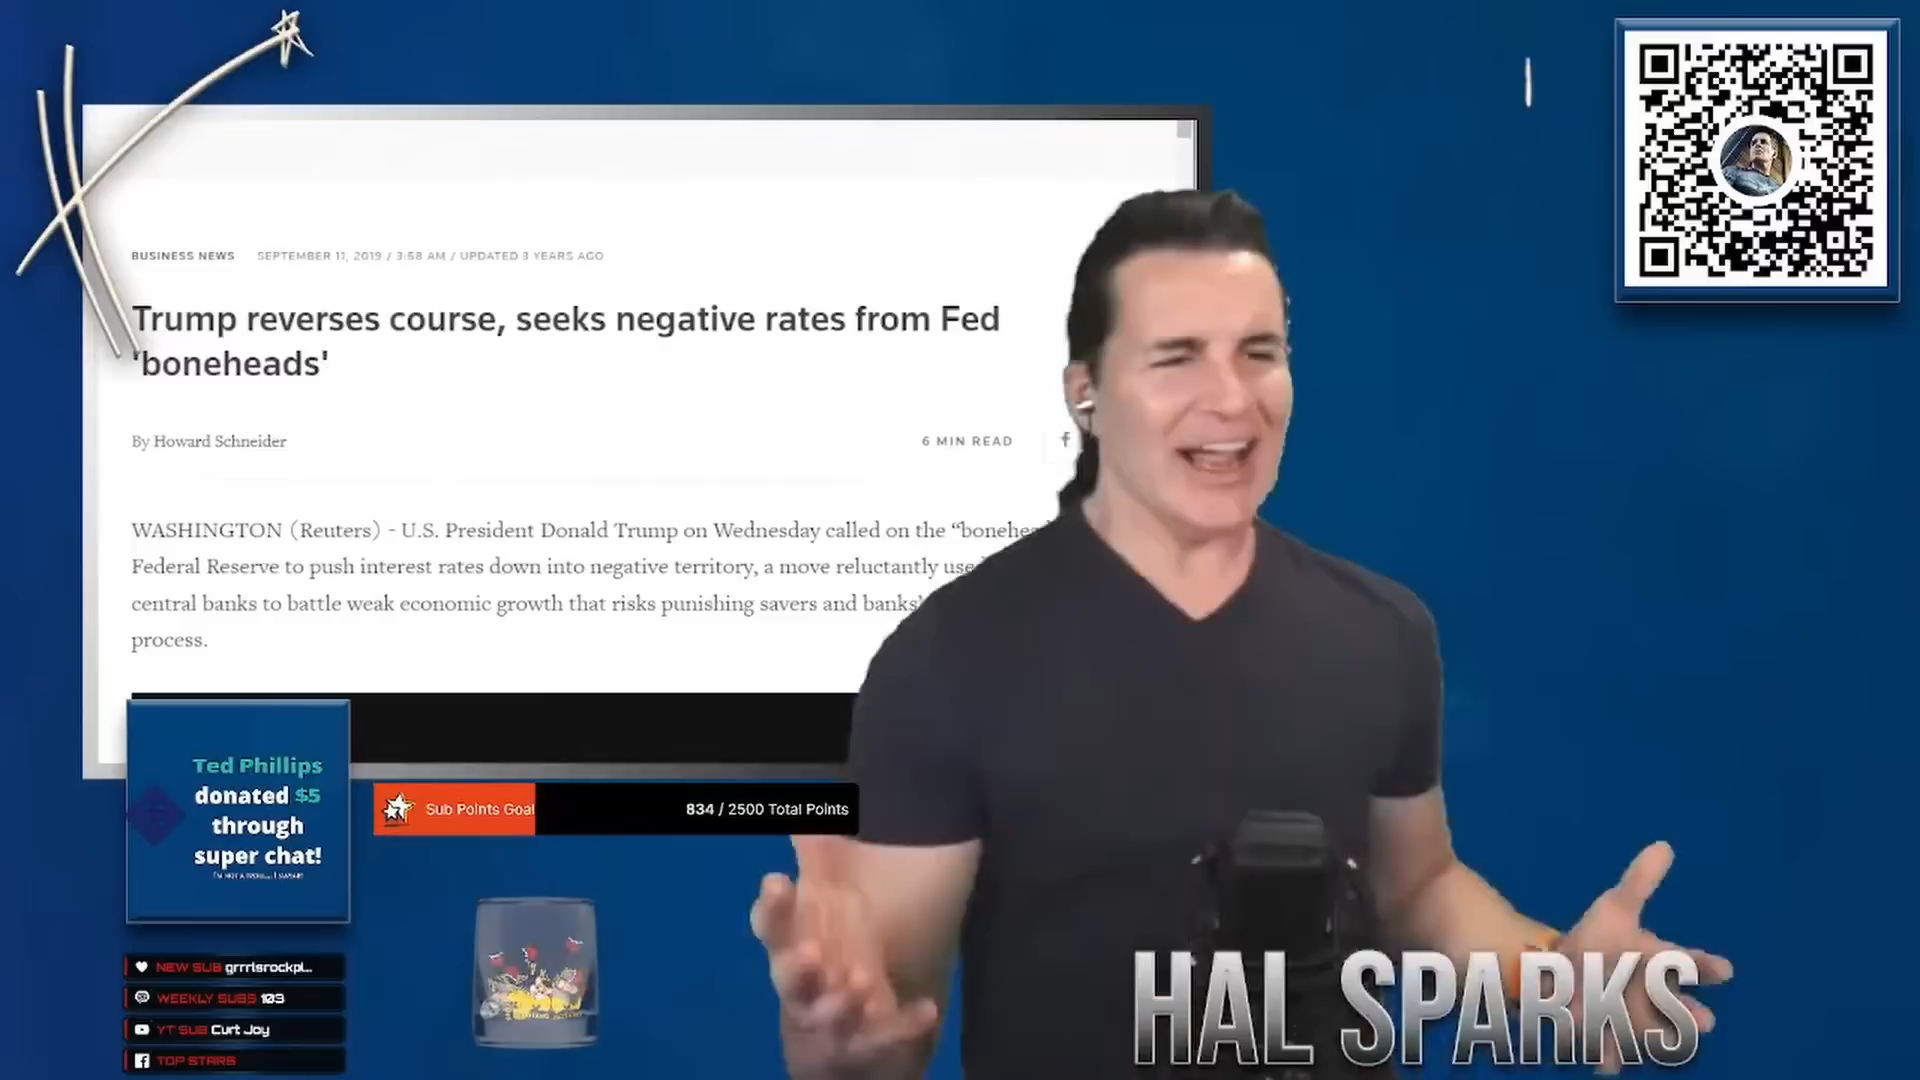 BUSINESS NEWS SEPTEMBER 11, 2019 / 3:58 AM / UPDATED 3 YEARS AGO
Trump reverses course, seeks negative rates from Fed
'boneheads'
By Howard Schneider 6 MIN READ
WASHINGTON (Reuters) - U.S. President Donald Trump on Wednesday called on the “bonehea
Federal Reserve to push interest rates down into negative territory, a move reluctantly used
central banks to battle weak economic growth that risks punishing savers and banks'
process.
Ted Phillips
donated $5
through
super chat!
Sub Points Goal 834 / 2500 Total Points
NEW SUB grrrlsrockpl...
WEEKLY SUBS 103
YT SUB Curt Joy
TOP STARS
HAL SPARKS